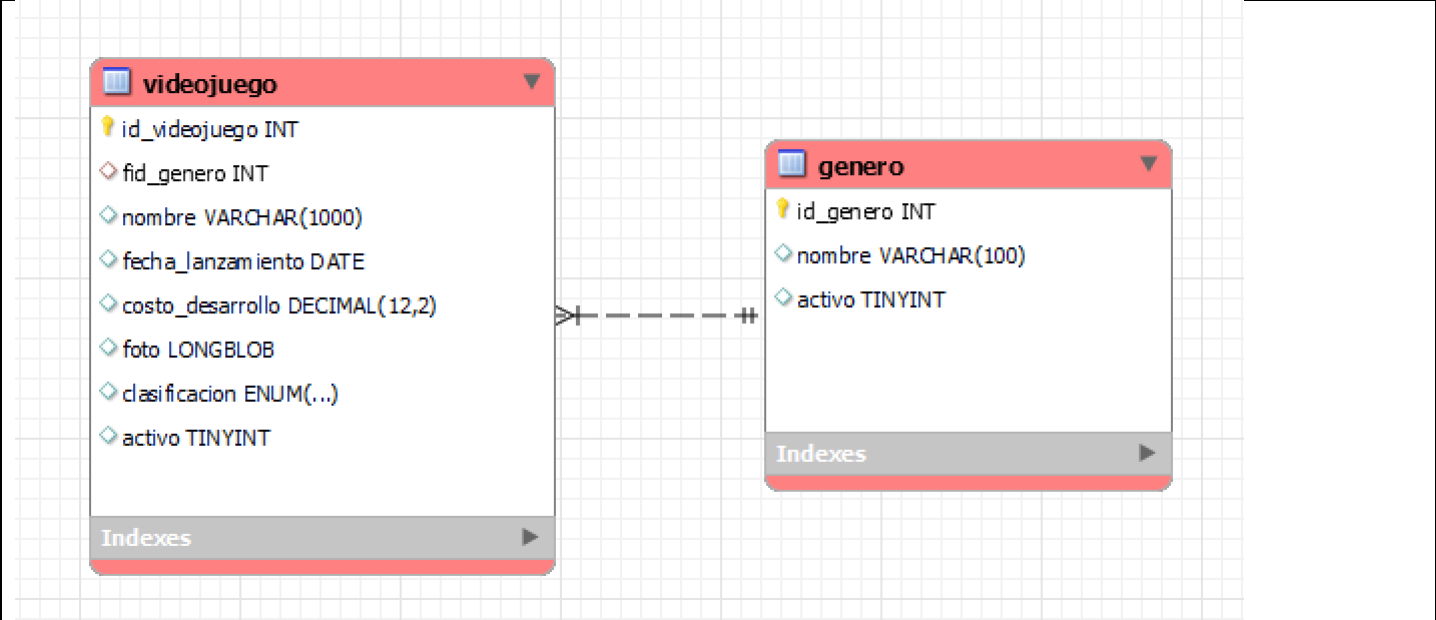 videojuego
id_videojuego INT
fid_genero INT
nombre VARCHAR(1000)
fecha_lanzamiento DATE
costo_desarrollo DECIMAL(12,2)
foto LONGBLOB
clasificacion ENUM(...)
activo TINYINT
Indexes
genero
id_genero INT
nombre VARCHAR(100)
activo TINYINT
Indexes